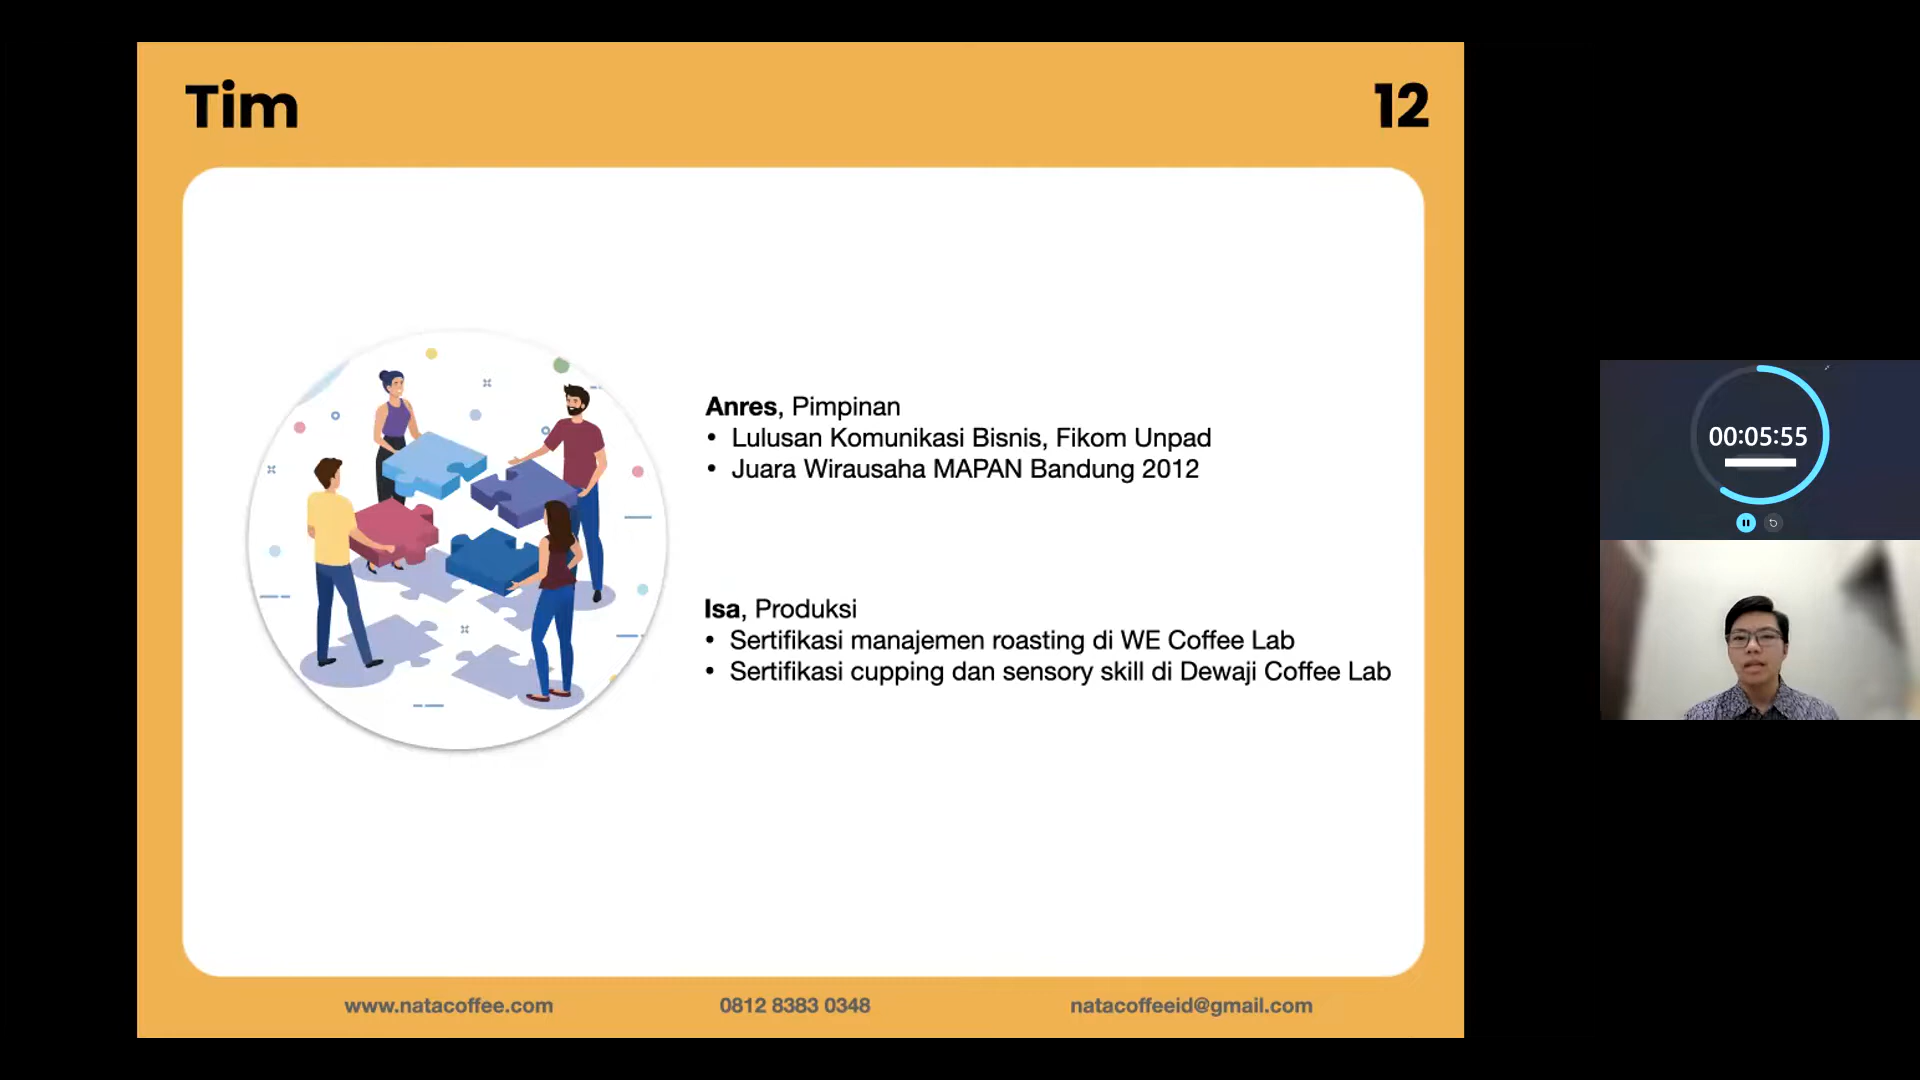 Tim
12
Anres, Pimpinan
• Lulusan Komunikasi Bisnis, Fikom Unpad
• Juara Wirausaha MAPAN Bandung 2012
Isa, Produksi
• Sertifikasi manajemen roasting di WE Coffee Lab
• Sertifikasi cupping dan sensory skill di Dewaji Coffee Lab
www.natacoffee.com
0812 8383 0348
natacoffeeid@gmail.com
00:05:55